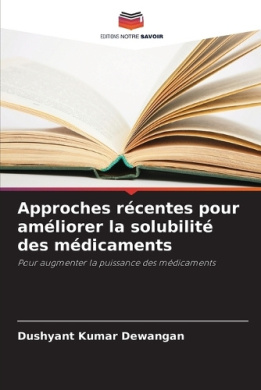 EDITIONS NOTRE SAVOIR
Approches récentes pour
améliorer la solubilité
des médicaments
Pour augmenter la puissance des médicaments
Dushyant Kumar Dewangan